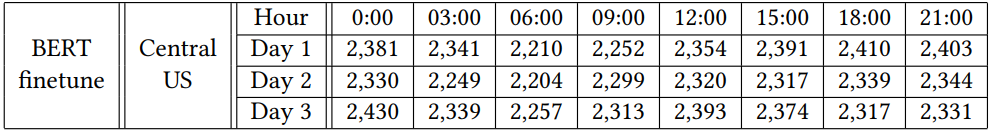 Hour 0:00 03:00 06:00 09:00 12:00 15:00 18:00 21:00
BERT finetune Central US Day 1 2,381 2,341 2,210 2,252 2,354 2,391 2,410 2,403
Day 2 2,330 2,249 2,204 2,299 2,320 2,317 2,339 2,344
Day 3 2,430 2,339 2,257 2,313 2,393 2,374 2,317 2,331